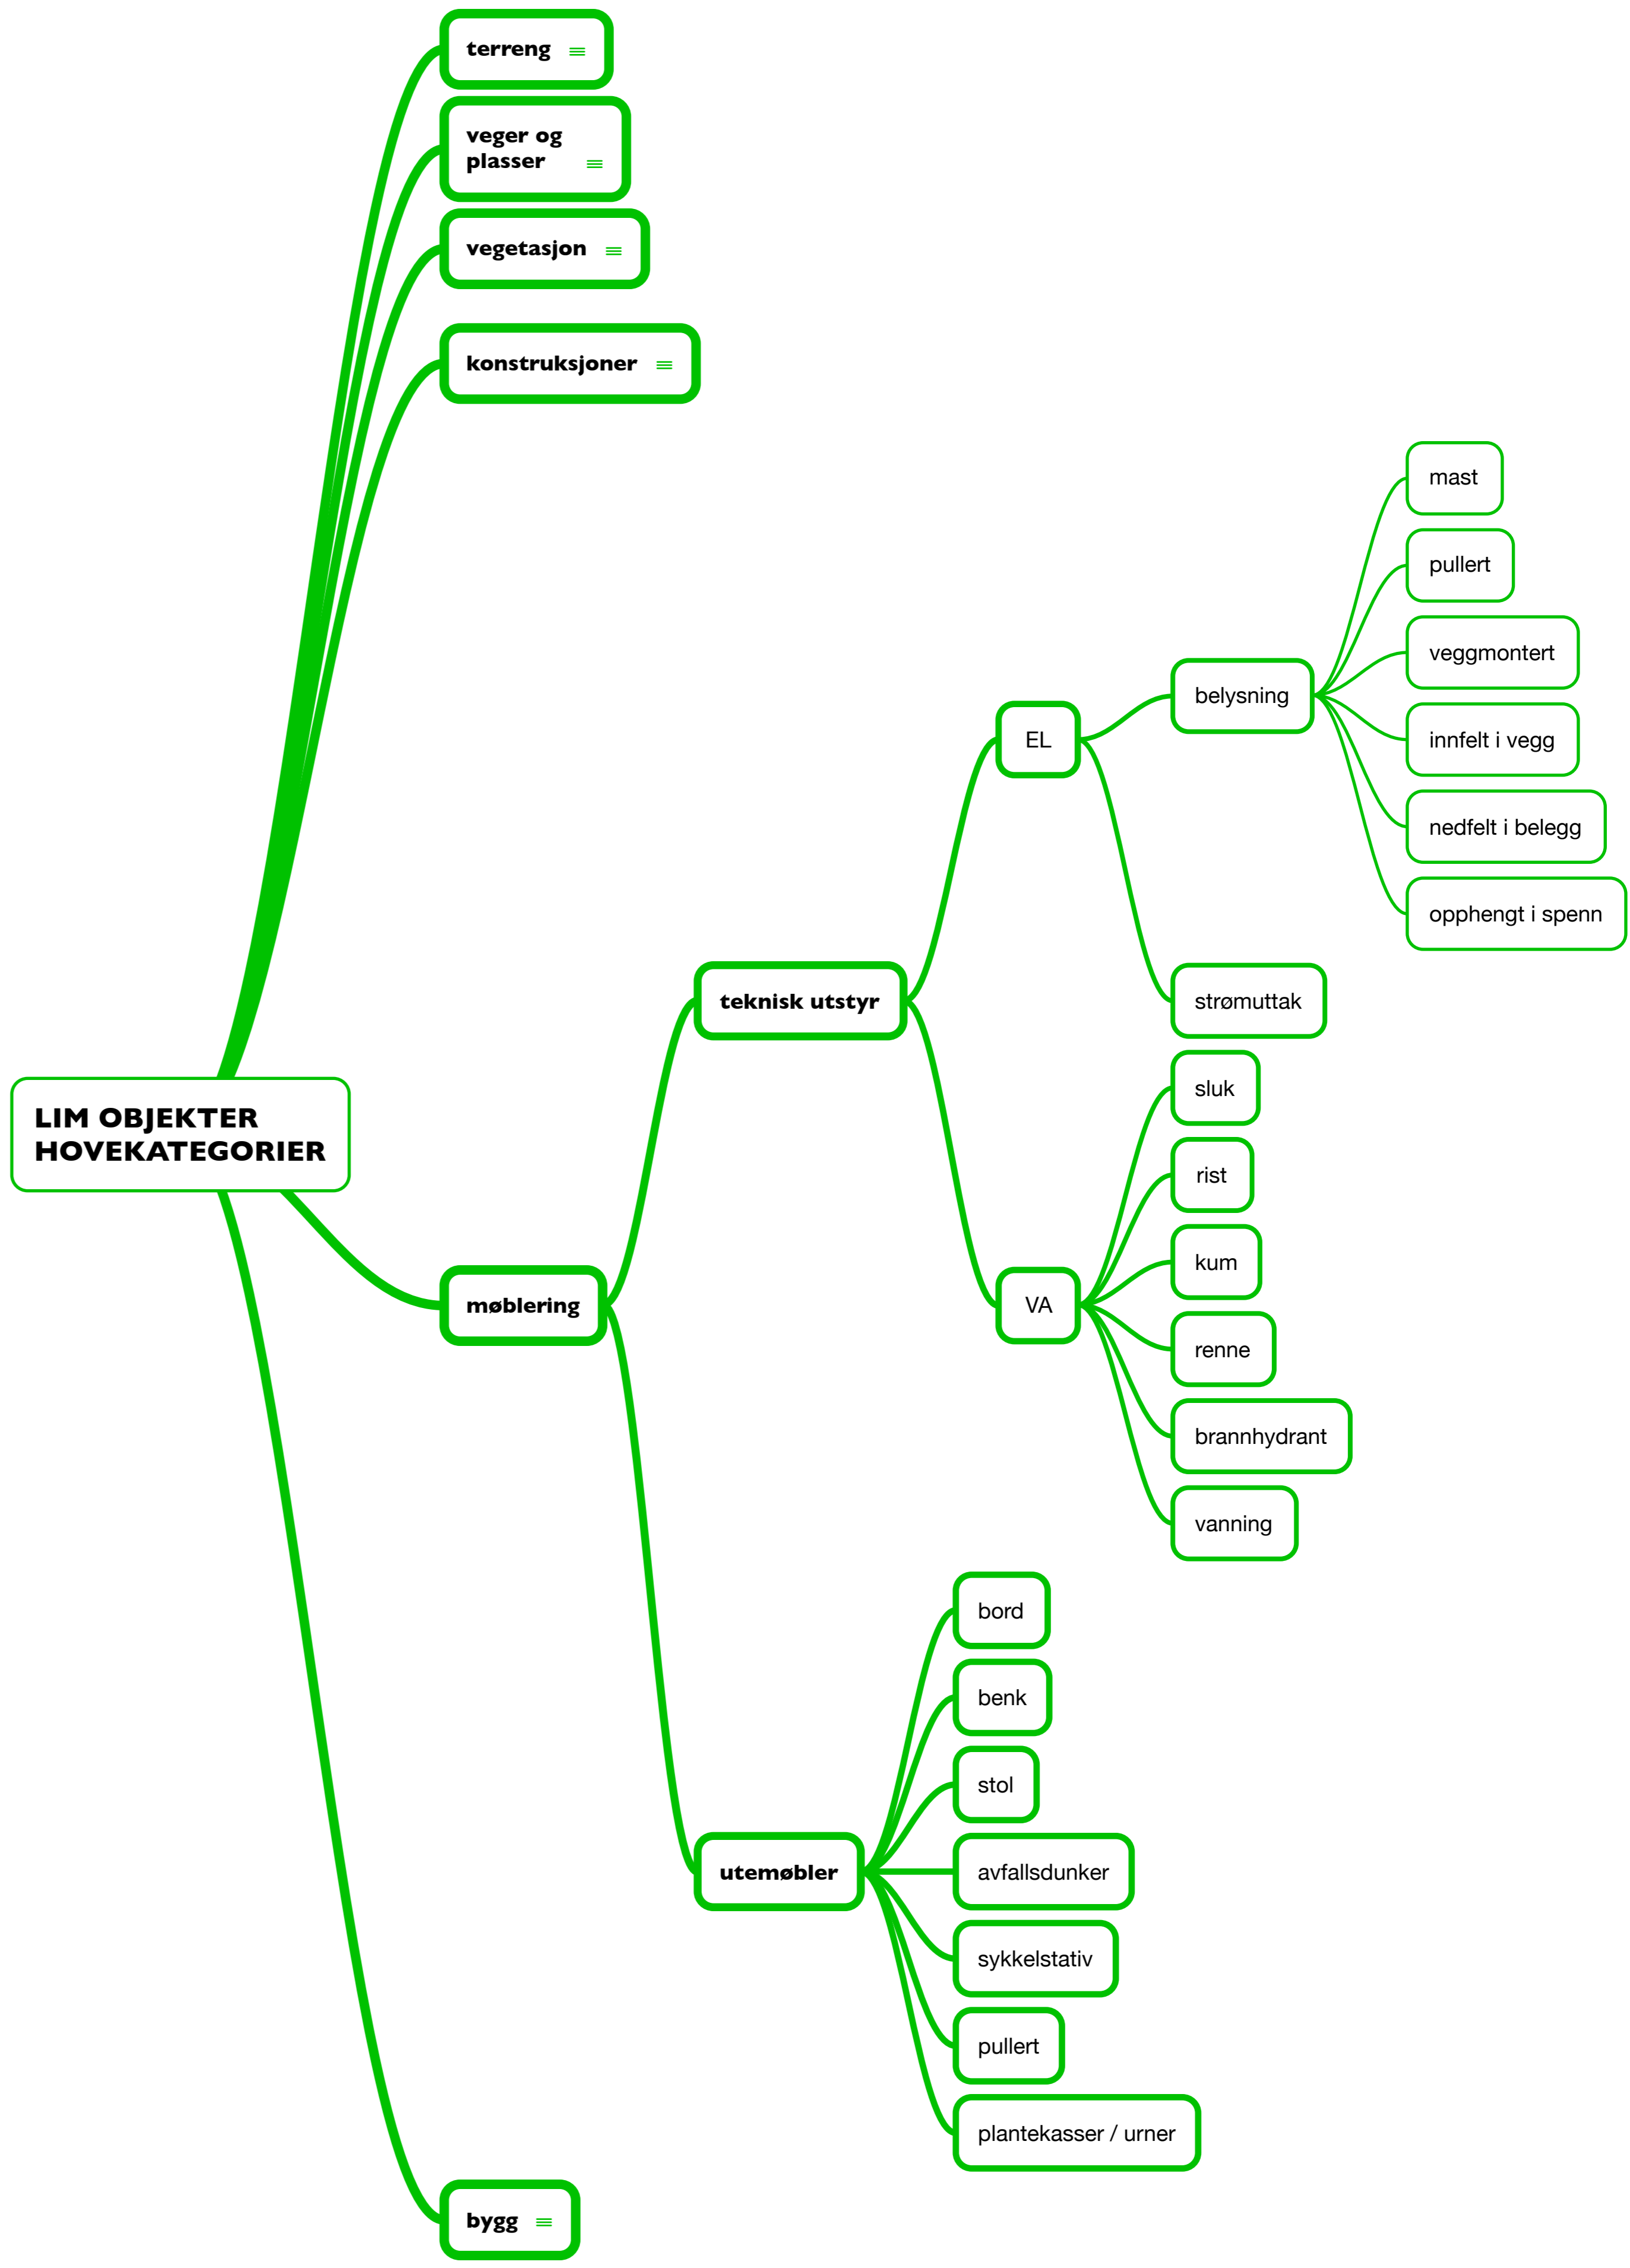 terreng
veger og
plasser
vegetasjon
konstruksjoner
mast
pullert
veggmontert
belysning
innfelt i vegg
EL
nedfelt i belegg
opphengt i spenn
teknisk utstyr
strømuttak
sluk
LIM OBJEKTER
HOVEKATEGORIER
rist
kum
møblering
VA
renne
brannhydrant
vanning
bord
benk
stol
utemøbler
avfallsdunker
sykkelstativ
pullert
plantekasser / urner
bygg